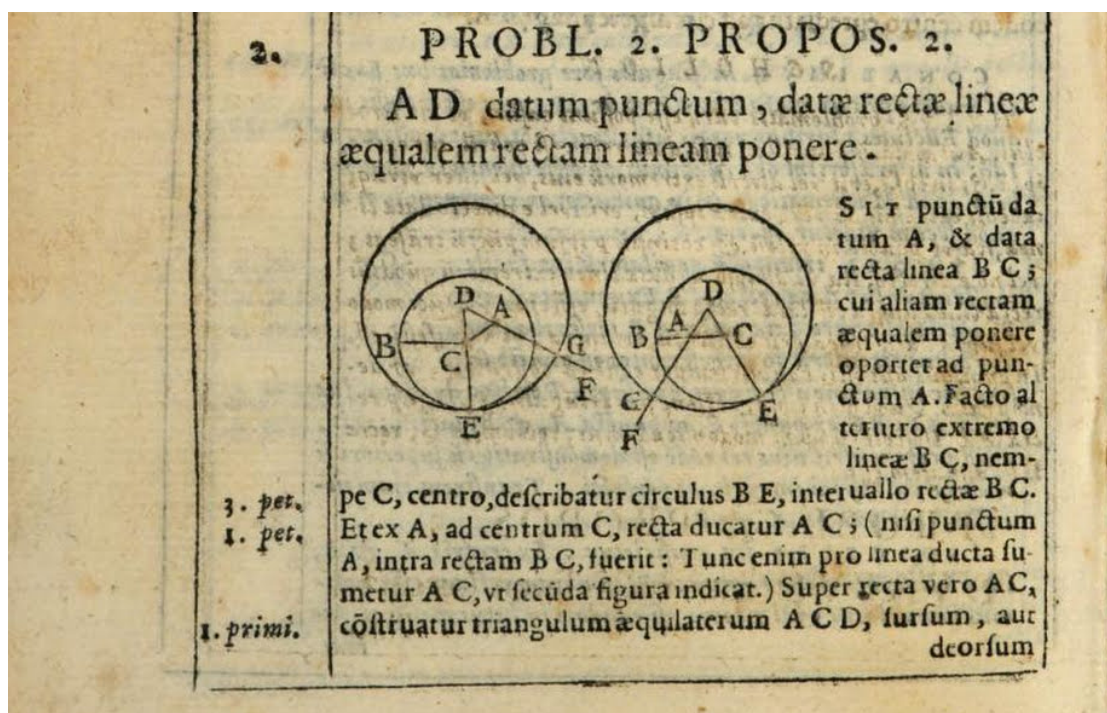 2.
PROBL. 2. PROPOS. 2.
AD datum punctum, datæ rectæ lineæ
æqualem rectam lineam ponere.
D
A
B
C
G
F
E
D
B
A
C
G
E
F
SIT punctū da
tum A, & data
recta linea B C;
cui aliam rectam
æqualem ponere
oportet ad pun-
ctum A. Facto al
terutro extremo
lineæ B C, nem-
3. pet.
pe C, centro, describatur circulus B E, interuallo rectæ B C.
1. pet.
Et ex A, ad centrum C, recta ducatur A C; (nisi punctum
A, intra rectam B C, fuerit: Tunc enim pro linea ducta su-
metur A C, vt secūda figura indicat.) Super recta vero A C,
1. primi.
cōstruatur triangulum æquilaterum A C D, sursum, aut
deorsum